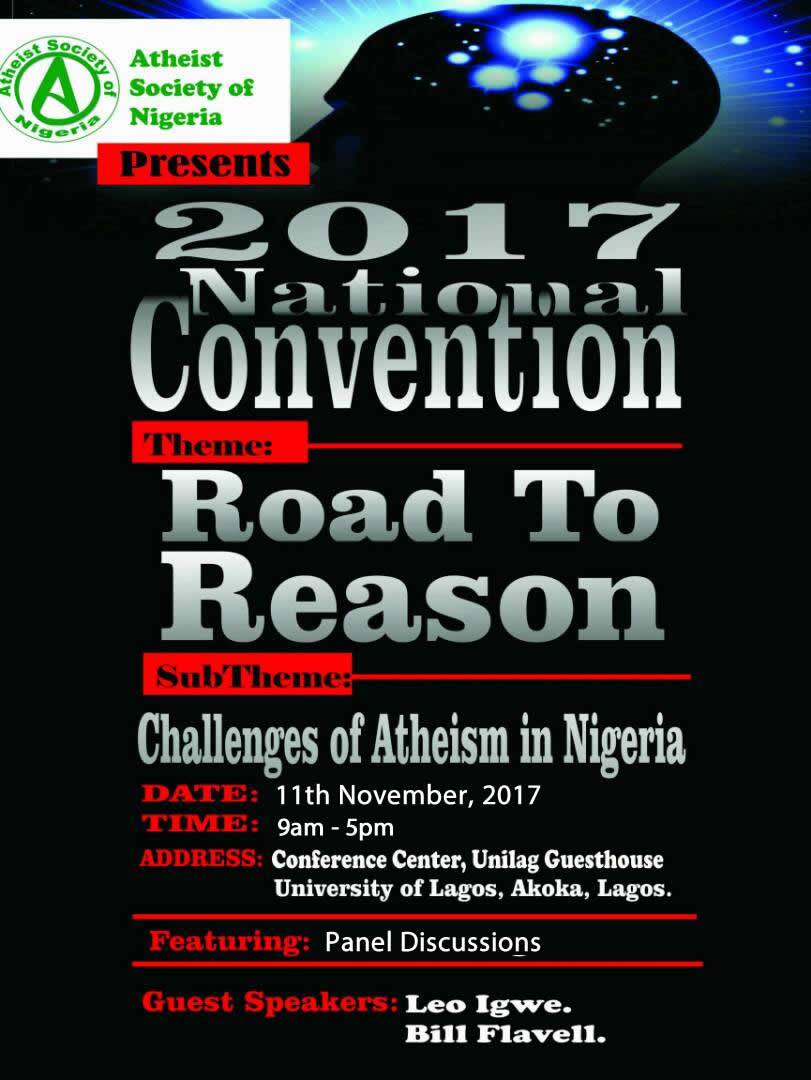 Atheist Society of Nigeria
Atheist
Society of
Nigeria
Presents
2017
National
Convention
Theme:
Road To
Reason
SubTheme:
Challenges of Atheism in Nigeria
DATE: 11th November, 2017
TIME: 9am - 5pm
ADDRESS: Conference Center, Unilag Guesthouse
University of Lagos, Akoka, Lagos.
Featuring: Panel Discussions
Guest Speakers: Leo Igwe.
Bill Flavell.